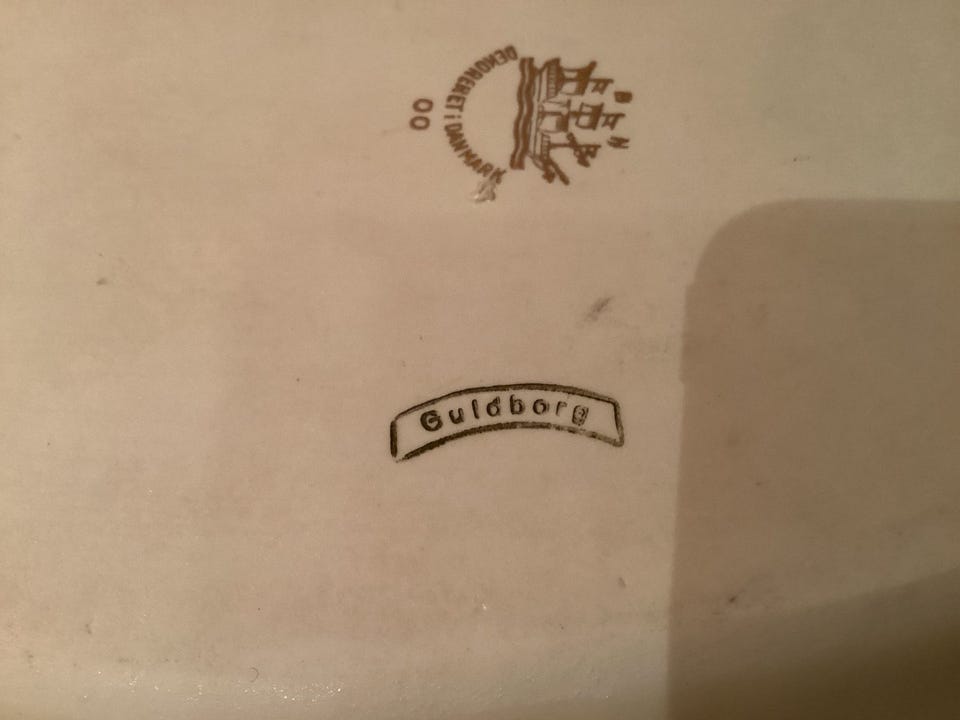 DEKORERET i DANMARK
00
Guldborg